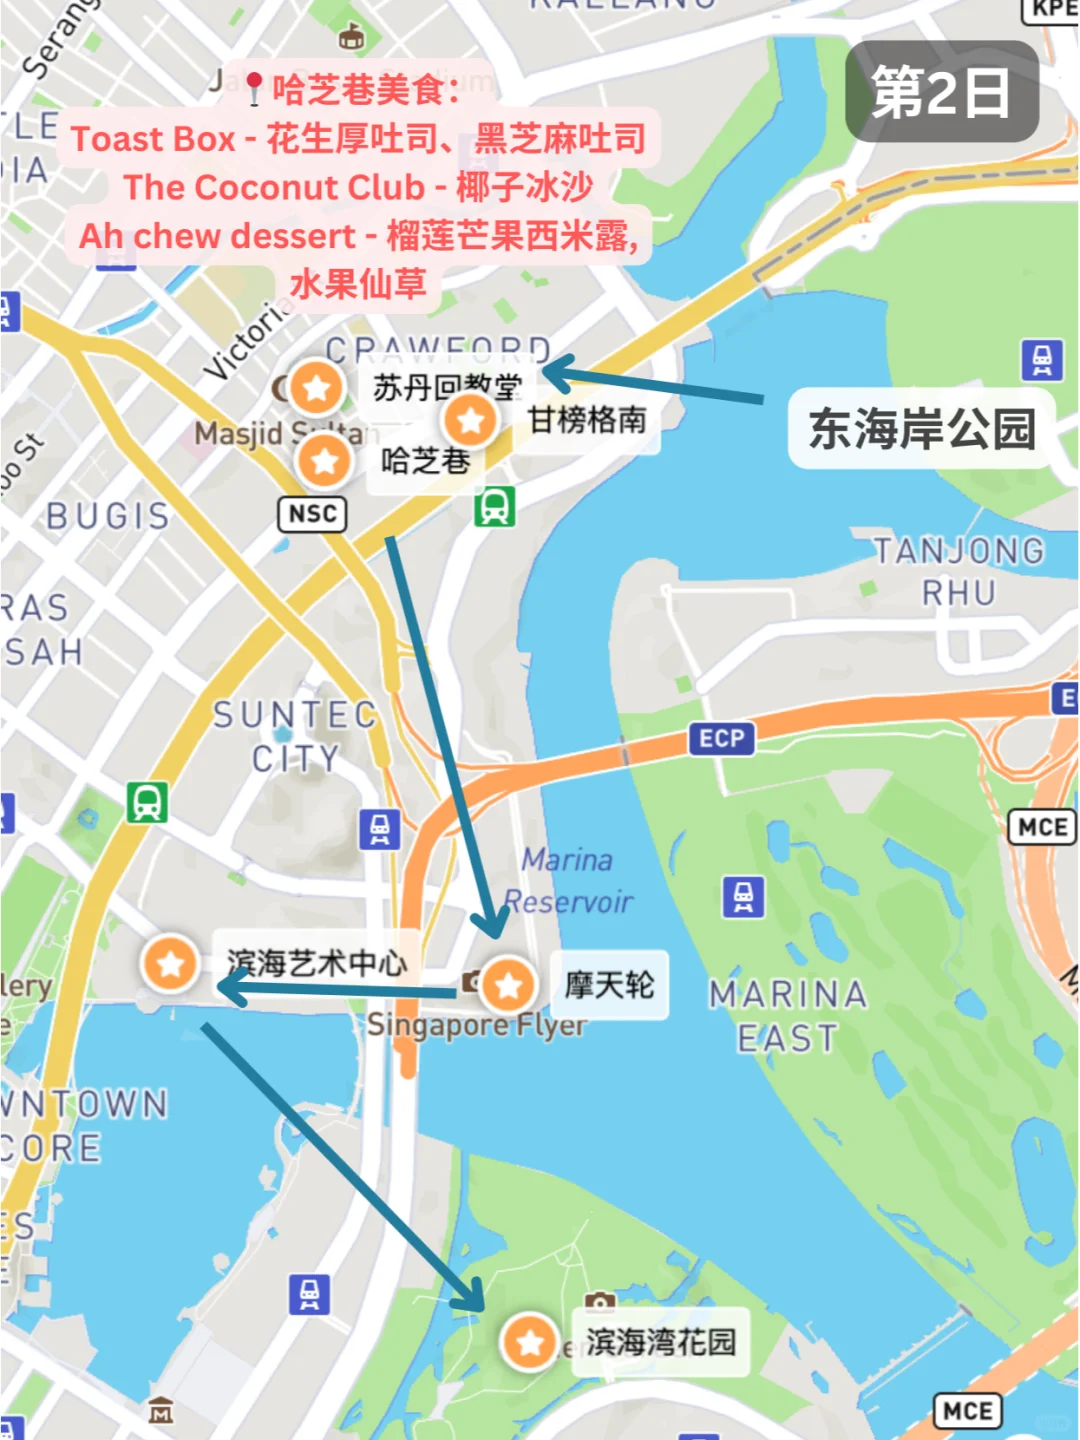 KPE
第2日
📍哈芝巷美食：
Toast Box - 花生厚吐司、黑芝麻吐司
The Coconut Club - 椰子冰沙
Ah chew dessert - 榴莲芒果西米露,
水果仙草
Victoria
CRAWFORD
苏丹回教堂
甘榜格南
东海岸公园
Masjid Sultan
哈芝巷
NSC
BUGIS
TANJONG
RHU
RAS
SAH
SUNTEC
CITY
ECP
MCE
Marina
Reservoir
滨海艺术中心
摩天轮
lery
Singapore Flyer
MARINA
EAST
WNTOWN
CORE
滨海湾花园
MCE